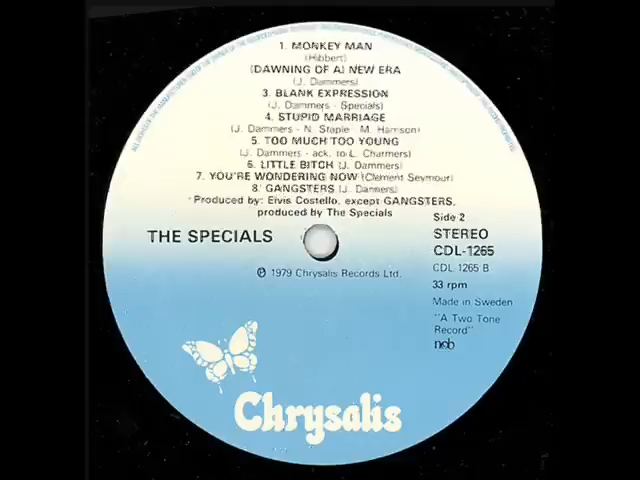 1. MONKEY MAN
(Hibbert)
(DAWNING OF A) NEW ERA
(J. Dammers)
3. BLANK EXPRESSION
(J. Dammers - Specials)
4. STUPID MARRIAGE
(J. Dammers - N. Staple - M. Harrison)
5. TOO MUCH TOO YOUNG
(J. Dammers - ack. to L. Charmers)
6. LITTLE BITCH (J. Dammers)
7. YOU'RE WONDERING NOW (Clement Seymour)
8. GANGSTERS (J. Dammers)
Produced by: Elvis Costello, except GANGSTERS,
produced by The Specials
Side 2
THE SPECIALS
STEREO
CDL-1265
CDL 1265 B
℗ 1979 Chrysalis Records Ltd.
33 rpm
Made in Sweden
"A Two Tone
Record"
ncb
Chrysalis